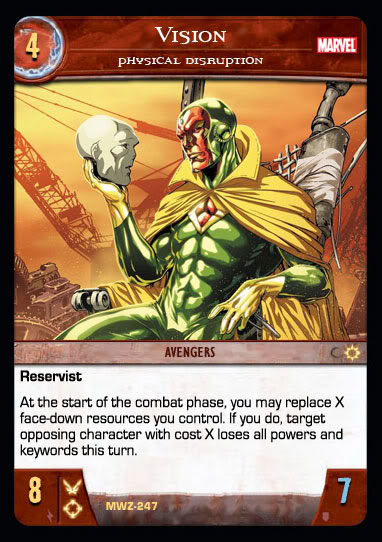 4
Vision
MARVEL
PHYSICAL DISRUPTION
AVENGERS
C
Reservist
At the start of the combat phase, you may replace X
face-down resources you control. If you do, target
opposing character with cost X loses all powers and
keywords this turn.
8
MWZ-247
7